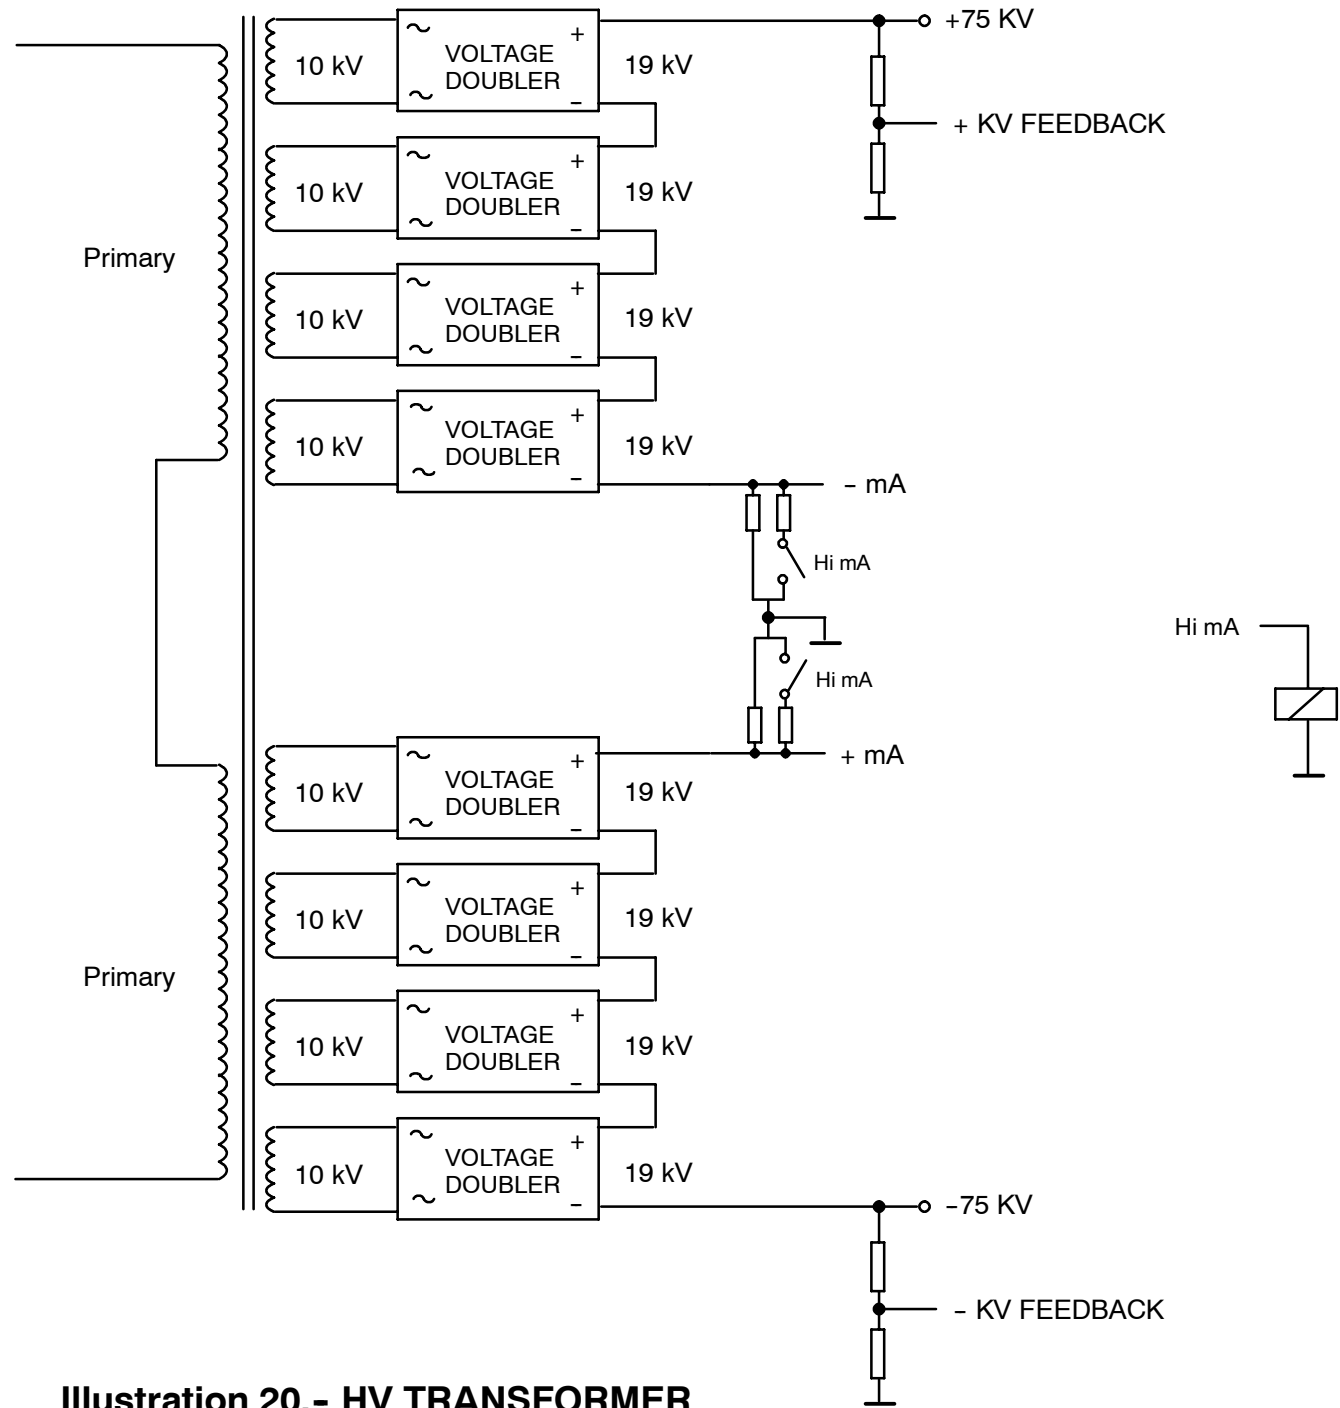 +75 KV
10 kV
VOLTAGE
DOUBLER
+
-
19 kV
+ KV FEEDBACK
10 kV
VOLTAGE
DOUBLER
+
-
19 kV
Primary
10 kV
VOLTAGE
DOUBLER
+
-
19 kV
10 kV
VOLTAGE
DOUBLER
+
-
19 kV
- mA
Hi mA
Hi mA
Hi mA
+ mA
10 kV
VOLTAGE
DOUBLER
+
-
19 kV
10 kV
VOLTAGE
DOUBLER
+
-
19 kV
Primary
10 kV
VOLTAGE
DOUBLER
+
-
19 kV
10 kV
VOLTAGE
DOUBLER
+
-
19 kV
-75 KV
- KV FEEDBACK
Illustration 20.- HV TRANSFORMER